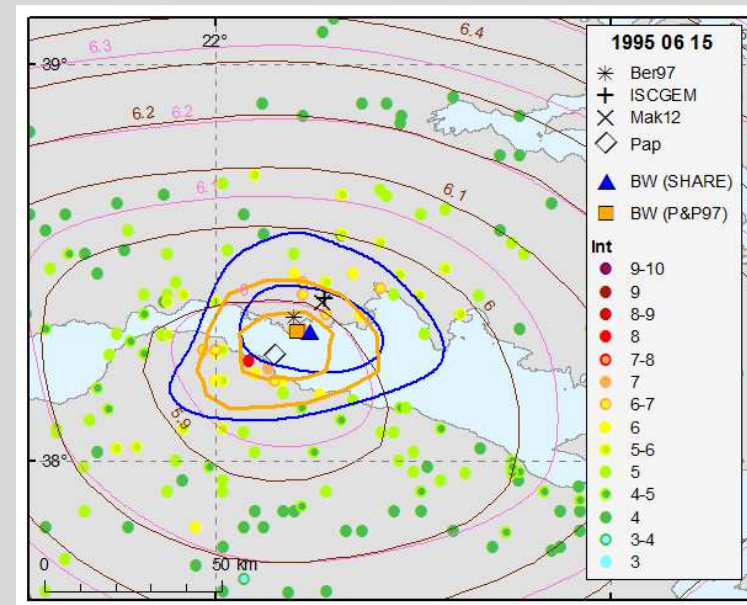 22°
6.4
6.3
39°
6.2 6.2
6.1
6.1
6
6
5.9
38°
0 50 km
1995 06 15
Ber97
ISCGEM
Mak12
Pap
BW (SHARE)
BW (P&P97)
Int
9-10
9
8-9
8
7-8
7
6-7
6
5-6
5
4-5
4
3-4
3